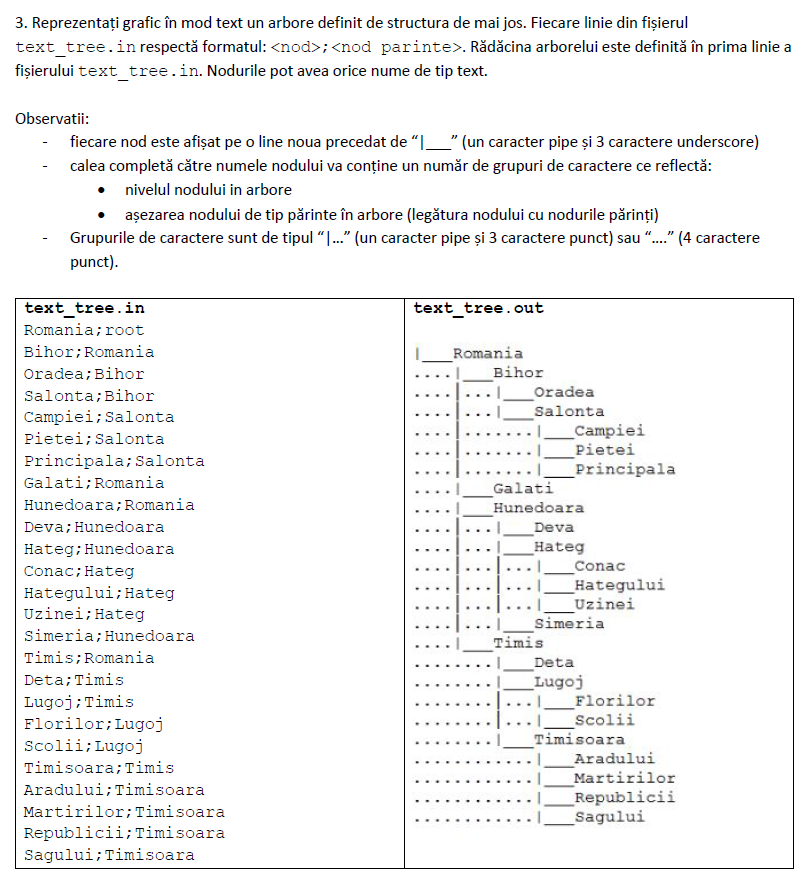 3. Reprezentați grafic în mod text un arbore definit de structura de mai jos. Fiecare linie din fișierul
text_tree.in respectă formatul: <nod>;<nod parinte>. Rădăcina arborelui este definită în prima linie a
fișierului text_tree.in. Nodurile pot avea orice nume de tip text.
Observatii:
- fiecare nod este afișat pe o line noua precedat de “|___” (un caracter pipe și 3 caractere underscore)
- calea completă către numele nodului va conține un număr de grupuri de caractere ce reflectă:
• nivelul nodului in arbore
• așezarea nodului de tip părinte în arbore (legătura nodului cu nodurile părinți)
- Grupurile de caractere sunt de tipul “|...” (un caracter pipe și 3 caractere punct) sau “....” (4 caractere
punct).
text_tree.in
Romania;root
Bihor;Romania
Oradea;Bihor
Salonta;Bihor
Campiei;Salonta
Pietei;Salonta
Principala;Salonta
Galati;Romania
Hunedoara;Romania
Deva;Hunedoara
Hateg;Hunedoara
Conac;Hateg
Hategului;Hateg
Uzinei;Hateg
Simeria;Hunedoara
Timis;Romania
Deta;Timis
Lugoj;Timis
Florilor;Lugoj
Scolii;Lugoj
Timisoara;Timis
Aradului;Timisoara
Martirilor;Timisoara
Republicii;Timisoara
Sagului;Timisoara
text_tree.out
|___Romania
....|___Bihor
....|...|___Oradea
....|...|___Salonta
....|.......|___Campiei
....|.......|___Pietei
....|.......|___Principala
....|___Galati
....|___Hunedoara
....|...|___Deva
....|...|___Hateg
....|...|...|___Conac
....|...|...|___Hategului
....|...|...|___Uzinei
....|...|___Simeria
....|___Timis
........|___Deta
........|___Lugoj
........|...|___Florilor
........|...|___Scolii
........|___Timisoara
............|___Aradului
............|___Martirilor
............|___Republicii
............|___Sagului